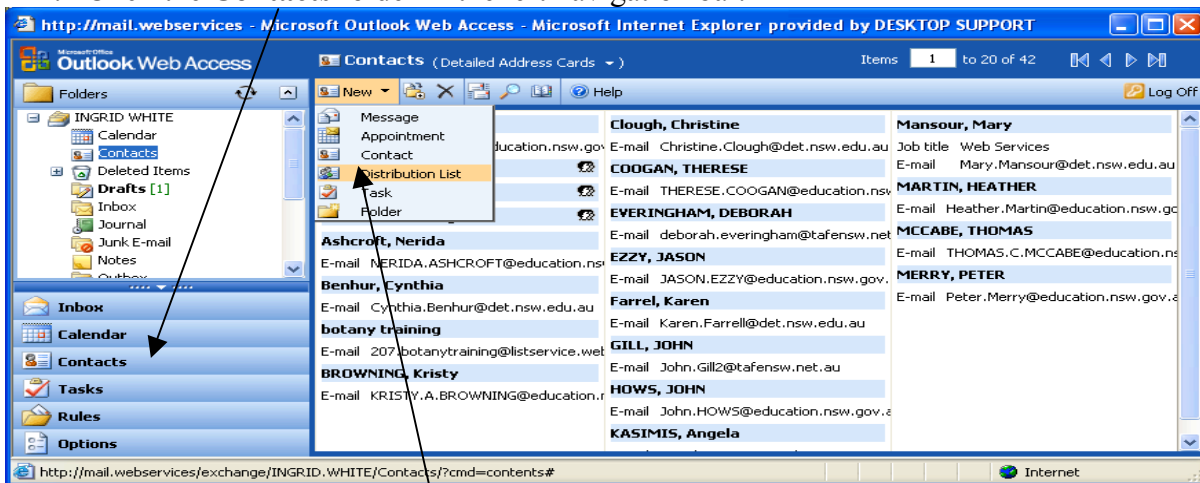 http://mail.webservices - Microsoft Outlook Web Access - Microsoft Internet Explorer provided by DESKTOP SUPPORT
Microsoft Office
Outlook Web Access
Contacts (Detailed Address Cards )
Items 1 to 20 of 42
Folders
New
Help
Log Off
INGRID WHITE
Calendar
Contacts
Deleted Items
Drafts [1]
Inbox
Journal
Junk E-mail
Notes
Outbox
Inbox
Calendar
Contacts
Tasks
Rules
Options
Message
Appointment
Contact
Distribution List
Task
Folder
ducation.nsw.gov
Ashcroft, Nerida
E-mail NERIDA.ASHCROFT@education.ns
Benhur, Cynthia
E-mail Cynthia.Benhur@det.nsw.edu.au
botany training
E-mail 207.botanytraining@listservice.web
BROWNING, Kristy
E-mail KRISTY.A.BROWNING@education.n
Clough, Christine
E-mail Christine.Clough@det.nsw.edu.au
COOGAN, THERESE
E-mail THERESE.COOGAN@education.nsw
EVERINGHAM, DEBORAH
E-mail deborah.everingham@tafensw.net
EZZY, JASON
E-mail JASON.EZZY@education.nsw.gov.
Farrel, Karen
E-mail Karen.Farrell@det.nsw.edu.au
GILL, JOHN
E-mail John.Gill2@tafensw.net.au
HOWS, JOHN
E-mail John.HOWS@education.nsw.gov.a
KASIMIS, Angela
Mansour, Mary
Job title Web Services
E-mail Mary.Mansour@det.nsw.edu.au
MARTIN, HEATHER
E-mail Heather.Martin@education.nsw.go
MCCABE, THOMAS
E-mail THOMAS.C.MCCABE@education.ns
MERRY, PETER
E-mail Peter.Merry@education.nsw.gov.a
http://mail.webservices/exchange/INGRID.WHITE/Contacts/?cmd=contents#
Internet